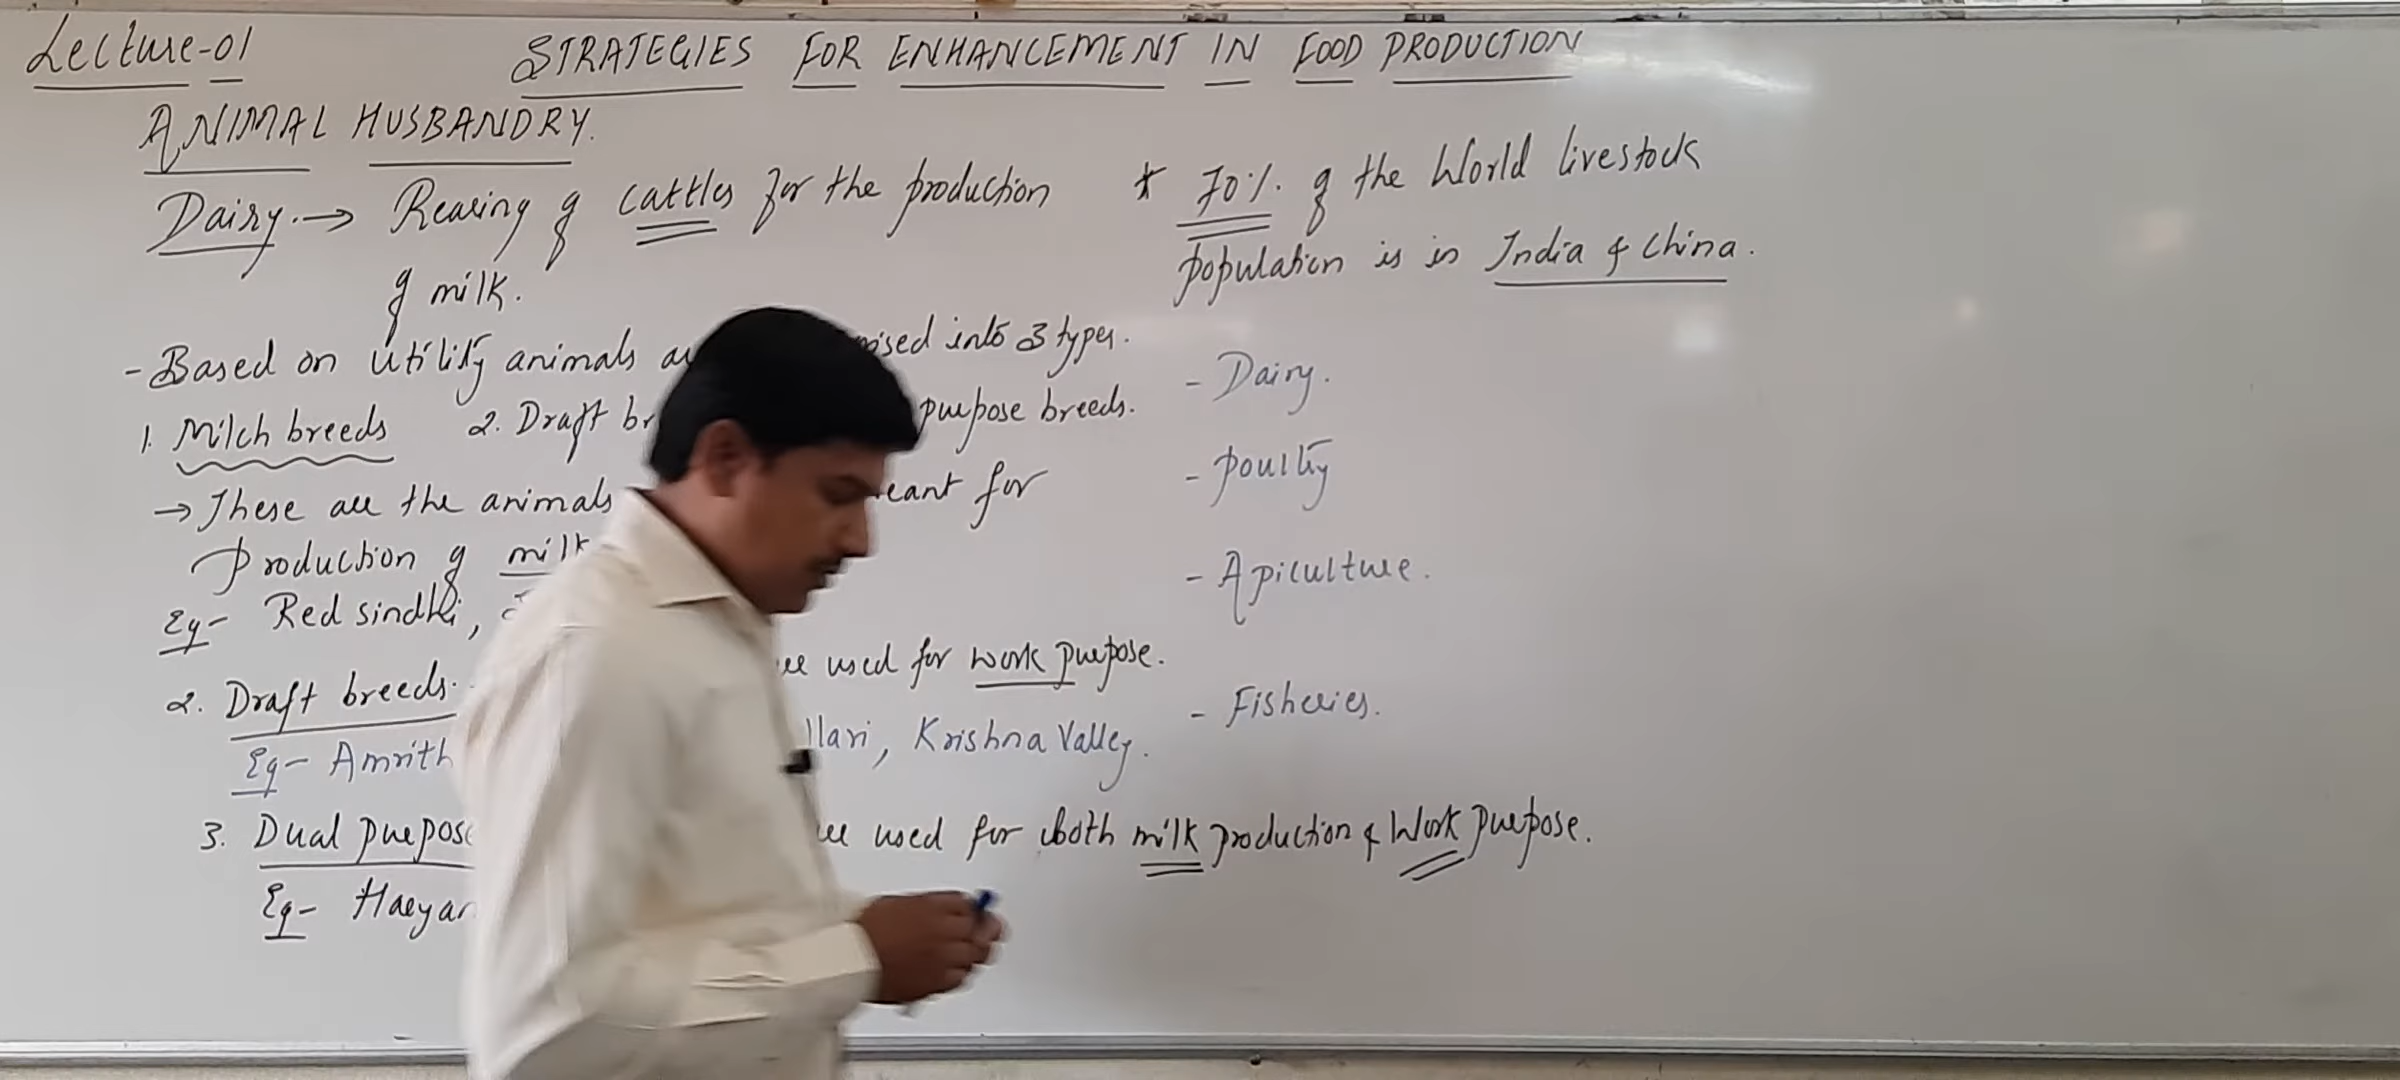 Lecture-01
STRATEGIES FOR ENHANCEMENT IN FOOD PRODUCTION
ANIMAL HUSBANDRY.
Dairy. → Rearing of cattles for the production
of milk.
- Based on utility animals into 3 types.
1. Milch breeds 2. Draft purpose breeds.
→ These are the animals for
production of milk
Eg- Red sindhi,
2. Draft breeds. used for work purpose.
Eg- Krishna Valley.
3. Dual purpose used for both milk production & Work purpose.
Eg-
* 70%. of the World livestock
population is in India & China.
- Dairy.
- Poultry
- Apiculture.
- Fisheries.